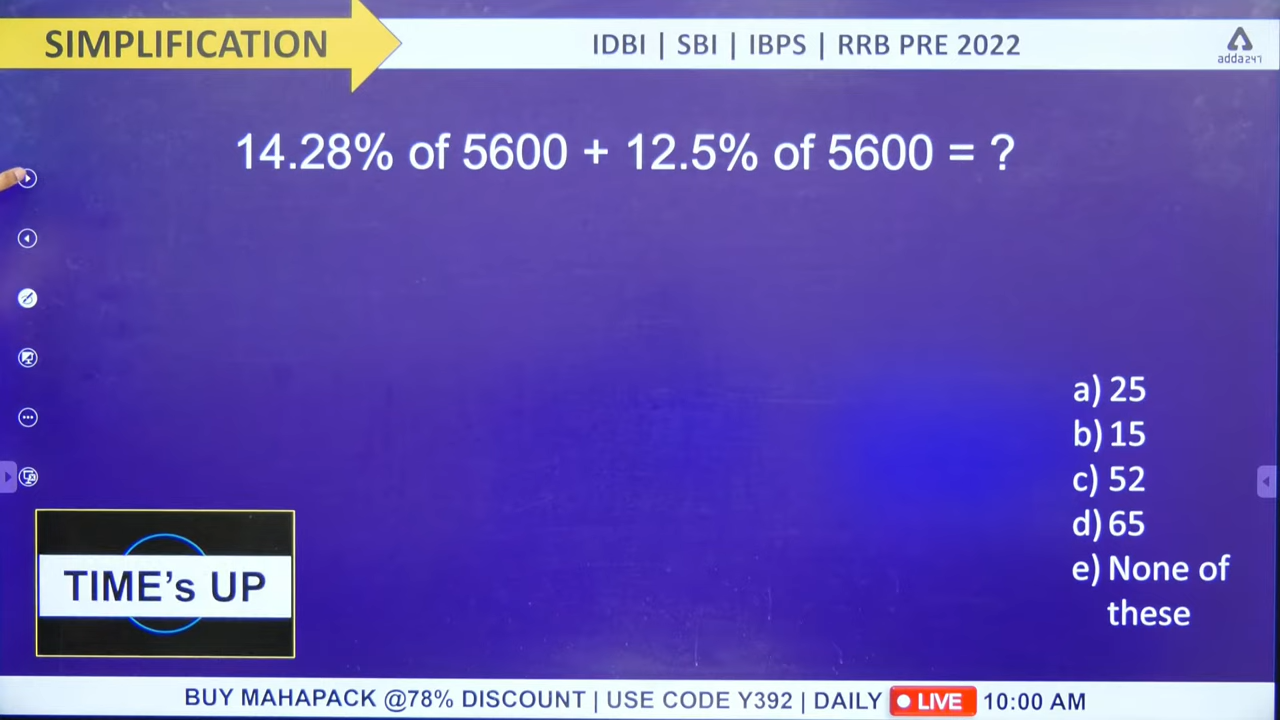 SIMPLIFICATION
IDBI | SBI | IBPS | RRB PRE 2022
adda247
14.28% of 5600 + 12.5% of 5600 = ?
a) 25
b) 15
c) 52
d) 65
e) None of
these
TIME's UP
BUY MAHAPACK @78% DISCOUNT | USE CODE Y392 | DAILY LIVE 10:00 AM